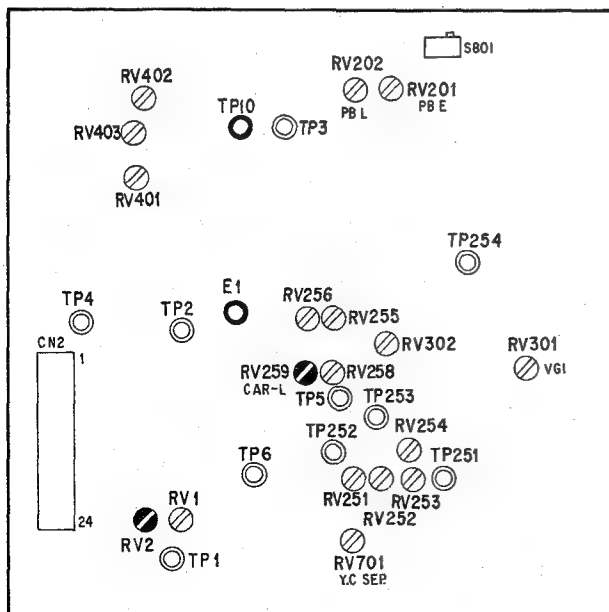 S801
RV402
RV202
RV201
PB L
PB E
RV403
TP10
TP3
RV401
TP254
TP4
TP2
E1
RV256
RV255
RV302
RV301
VGI
CN2
1
RV259
CAR-L
RV258
TP5
TP253
RV254
TP252
TP251
TP6
RV251
RV253
RV252
RV1
24
RV2
TP1
RV701
Y.C SEP.